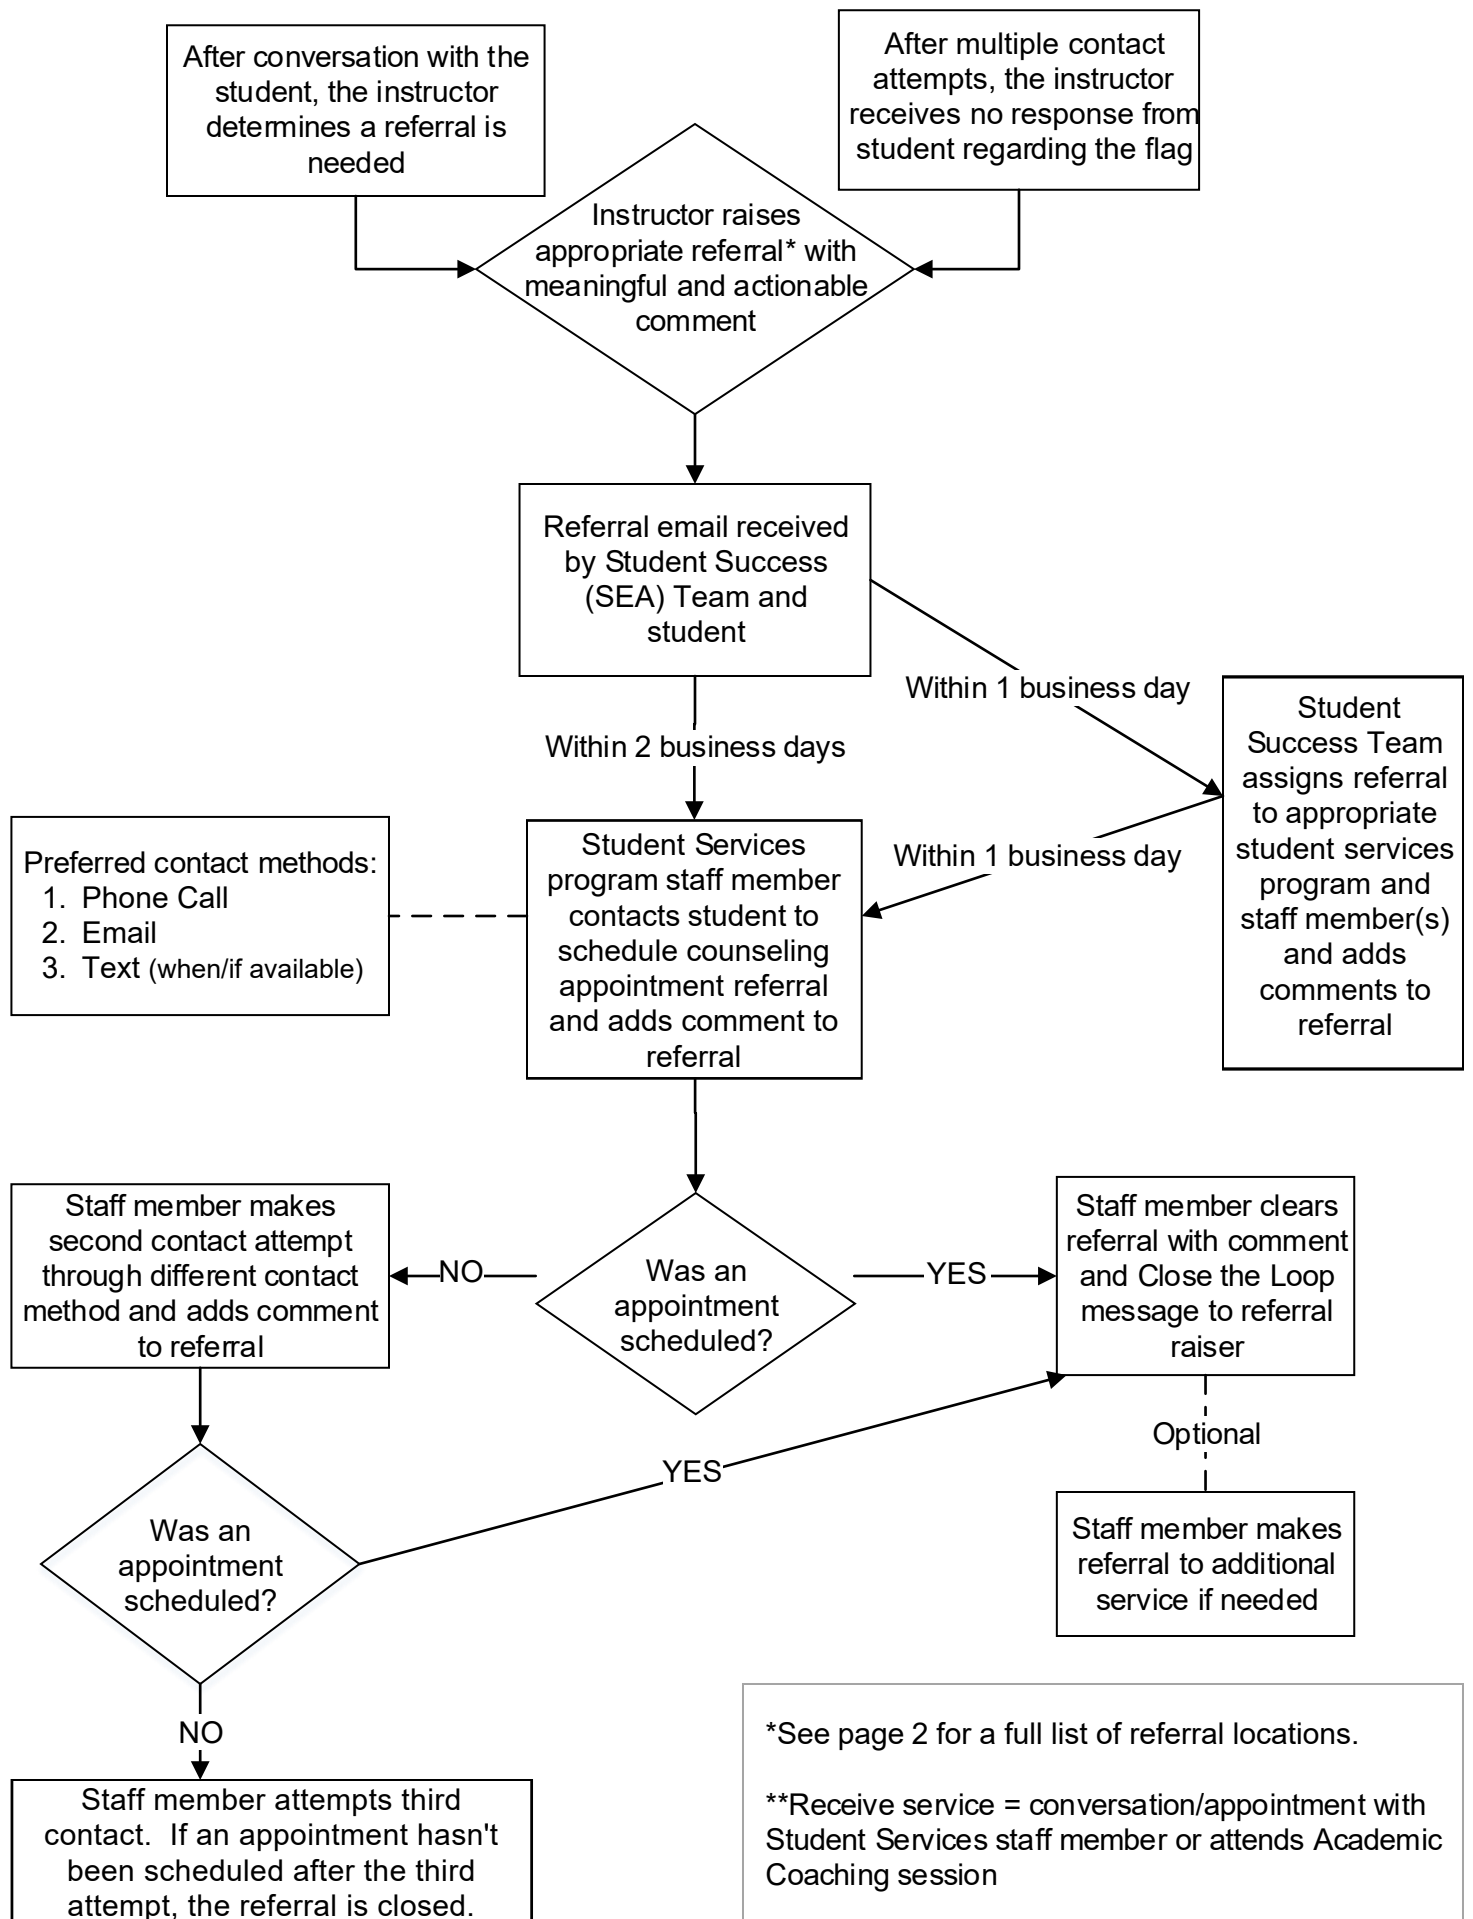 After conversation with the
student, the instructor
determines a referral is
needed
After multiple contact
attempts, the instructor
receives no response from
student regarding the flag
Instructor raises
appropriate referral* with
meaningful and actionable
comment
Referral email received
by Student Success
(SEA) Team and
student
Within 1 business day
Within 2 business days
Student
Success Team
assigns referral
to appropriate
student services
program and
staff member(s)
and adds
comments to
referral
Within 1 business day
Student Services
program staff member
contacts student to
schedule counseling
appointment referral
and adds comment to
referral
Preferred contact methods:
1. Phone Call
2. Email
3. Text (when/if available)
Was an
appointment
scheduled?
NO
YES
Staff member makes
second contact attempt
through different contact
method and adds comment
to referral
Staff member clears
referral with comment
and Close the Loop
message to referral
raiser
Optional
Staff member makes
referral to additional
service if needed
Was an
appointment
scheduled?
YES
NO
Staff member attempts third
contact. If an appointment hasn't
been scheduled after the third
attempt, the referral is closed.
*See page 2 for a full list of referral locations.
**Receive service = conversation/appointment with
Student Services staff member or attends Academic
Coaching session